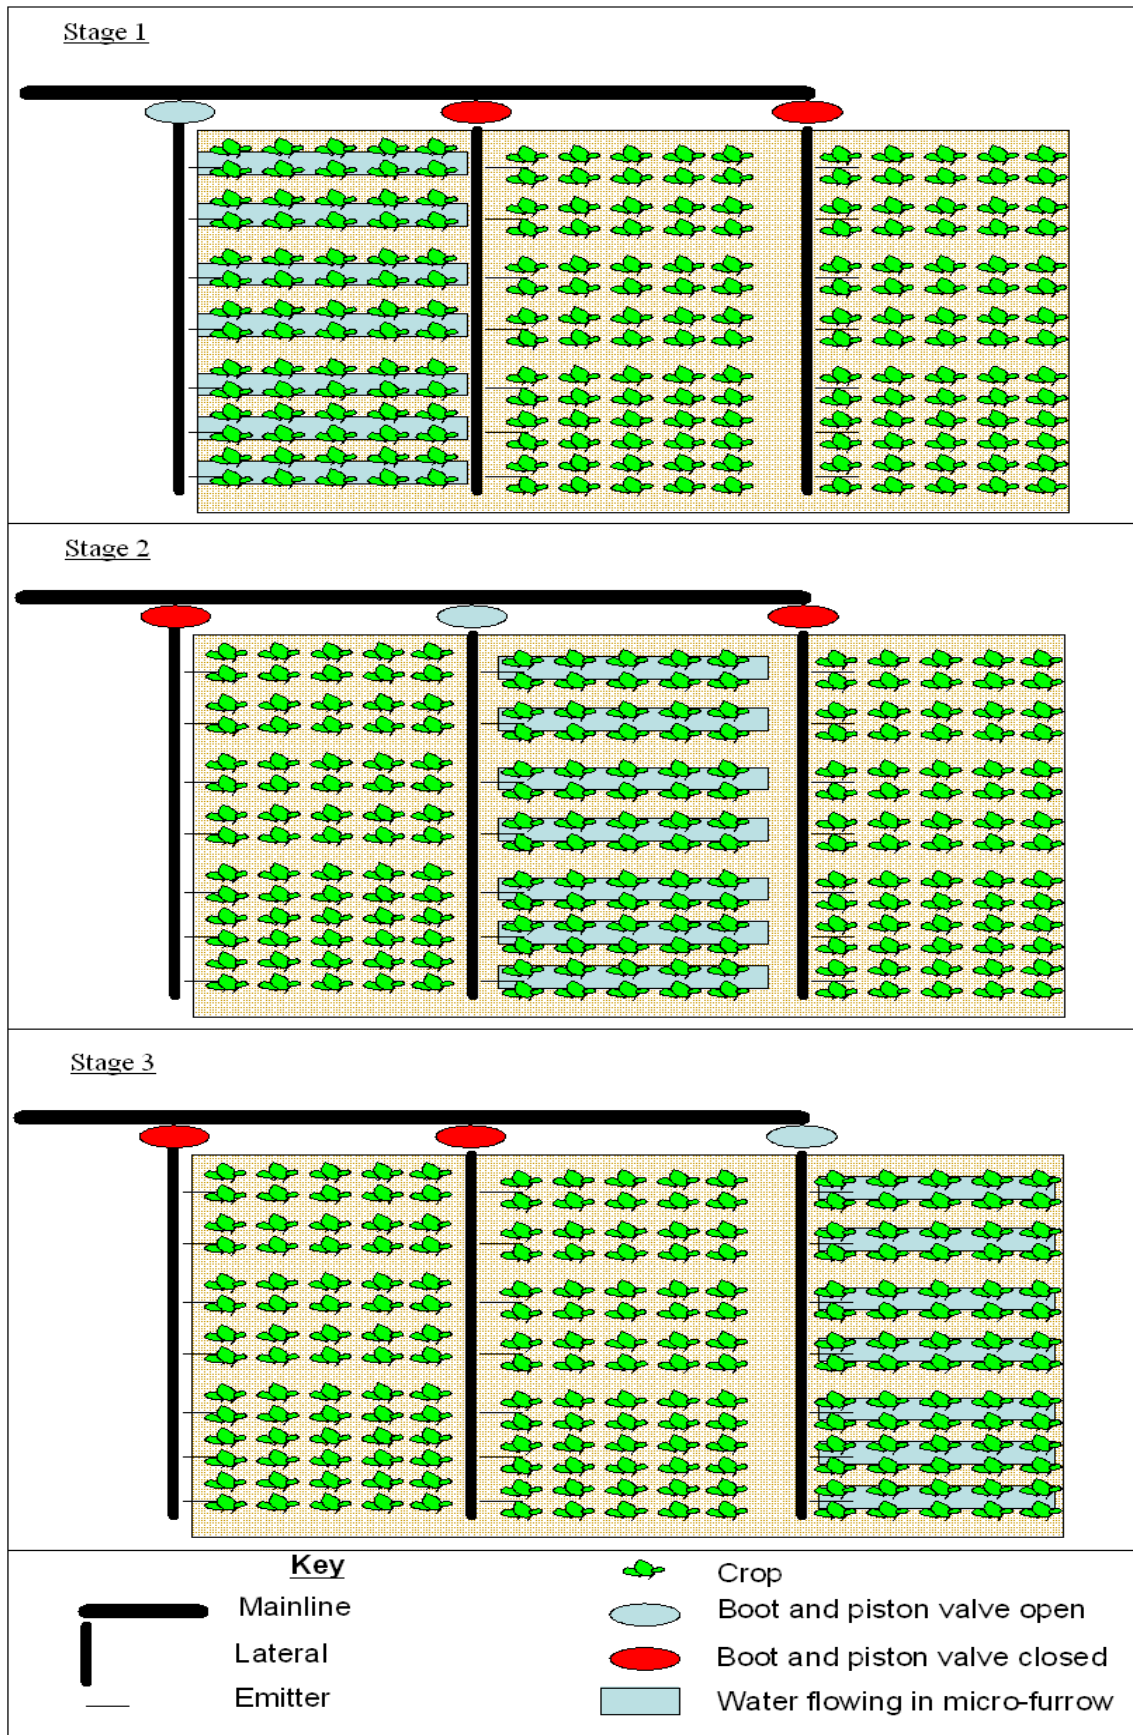 Stage 1
Stage 2
Stage 3
Key
Crop
Mainline
Boot and piston valve open
Lateral
Boot and piston valve closed
Emitter
Water flowing in micro-furrow